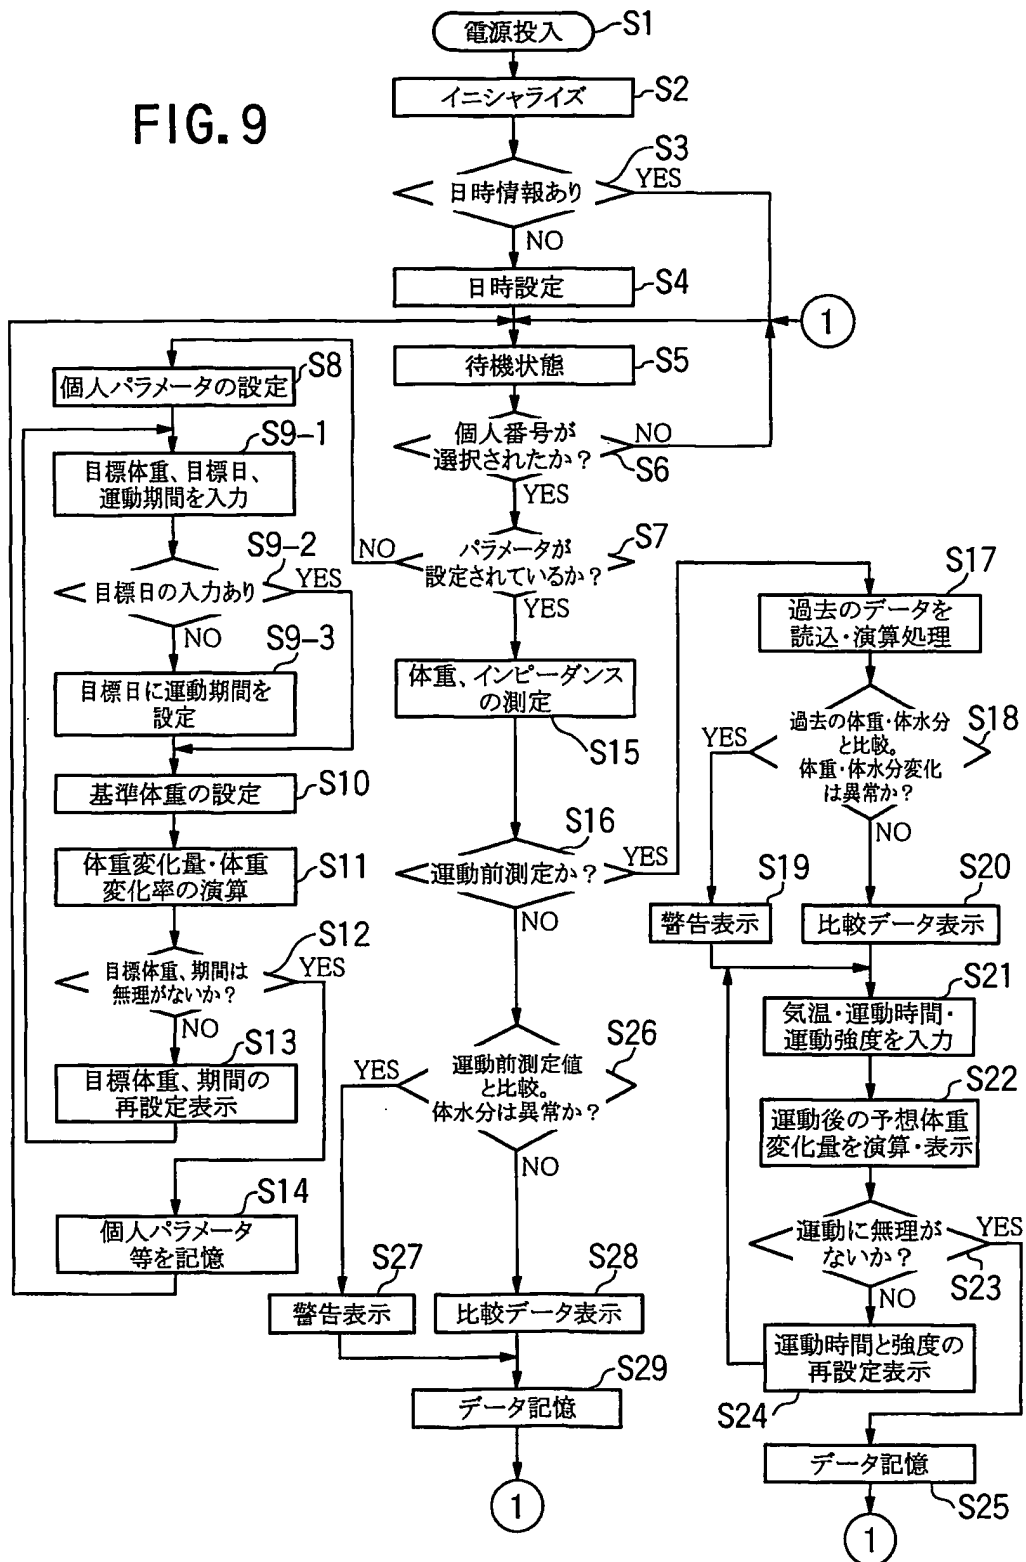 FIG. 9
電源投入
S1
イニシャライズ
S2
日時情報あり
S3
YES
NO
日時設定
S4
1
待機状態
S5
個人番号が
選択されたか？
S6
NO
YES
パラメータが
設定されているか？
S7
NO
YES
個人パラメータの設定
S8
目標体重、目標日、
運動期間を入力
S9-1
目標日の入力あり
S9-2
YES
NO
目標日に運動期間を
設定
S9-3
基準体重の設定
S10
体重変化量・体重
変化率の演算
S11
目標体重、期間は
無理がないか？
S12
YES
NO
目標体重、期間の
再設定表示
S13
個人パラメータ
等を記憶
S14
体重、インピーダンス
の測定
S15
運動前測定か？
S16
YES
NO
過去のデータを
読込・演算処理
S17
過去の体重・体水分
と比較。
体重・体水分変化
は異常か？
S18
YES
NO
警告表示
S19
比較データ表示
S20
気温・運動時間・
運動強度を入力
S21
運動後の予想体重
変化量を演算・表示
S22
運動に無理が
ないか？
S23
YES
NO
運動時間と強度の
再設定表示
S24
データ記憶
S25
1
運動前測定値
と比較。
体水分は異常か？
S26
YES
NO
警告表示
S27
比較データ表示
S28
データ記憶
S29
1